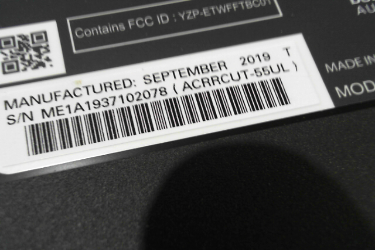 Contains FCC ID : YZP-ETWFFTBC01
MANUFACTURED: SEPTEMBER 2019 T
S/N ME1A1937102078 ( ACRRCUT-55UL )
MADE IN
MOD